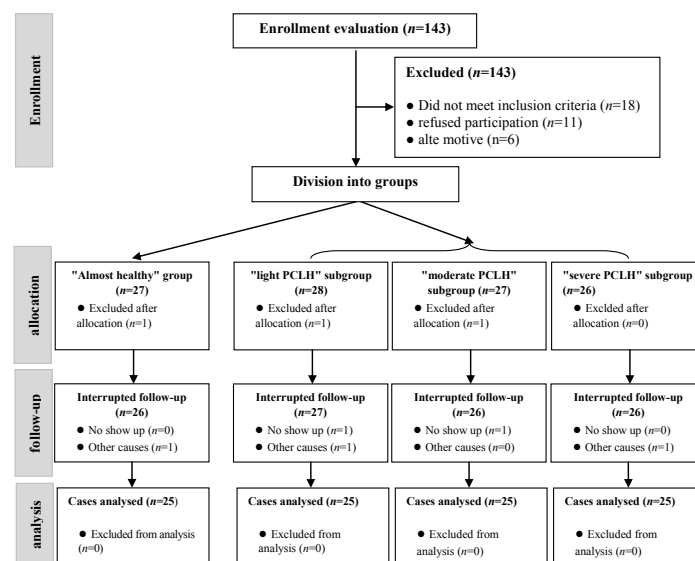 Enrollment evaluation (n=143)
Enrollment
Excluded (n=143)
● Did not meet inclusion criteria (n=18)
● refused participation (n=11)
● alte motive (n=6)
Division into groups
allocation
"Almost healthy" group
(n=27)
● Excluded after
allocation (n=1)
"light PCLH" subgroup
(n=28)
● Excluded after
allocation (n=1)
"moderate PCLH"
subgroup (n=27)
● Excluded after
allocation (n=1)
"severe PCLH" subgroup
(n=26)
● Exclded after
allocation (n=0)
follow-up
Interrupted follow-up
(n=26)
● No show up (n=0)
● Other causes (n=1)
Interrupted follow-up
(n=27)
● No show up (n=1)
● Other causes (n=1)
Interrupted follow-up
(n=26)
● No show up (n=1)
● Other causes (n=0)
Interrupted follow-up
(n=26)
● No show up (n=0)
● Other causes (n=1)
analysis
Cases analysed (n=25)
● Excluded from analysis
(n=0)
Cases analysed (n=25)
● Excluded from
analysis (n=0)
Cases analysed (n=25)
● Excluded from
analysis (n=0)
Cases analysed (n=25)
● Excluded from
analysis (n=0)